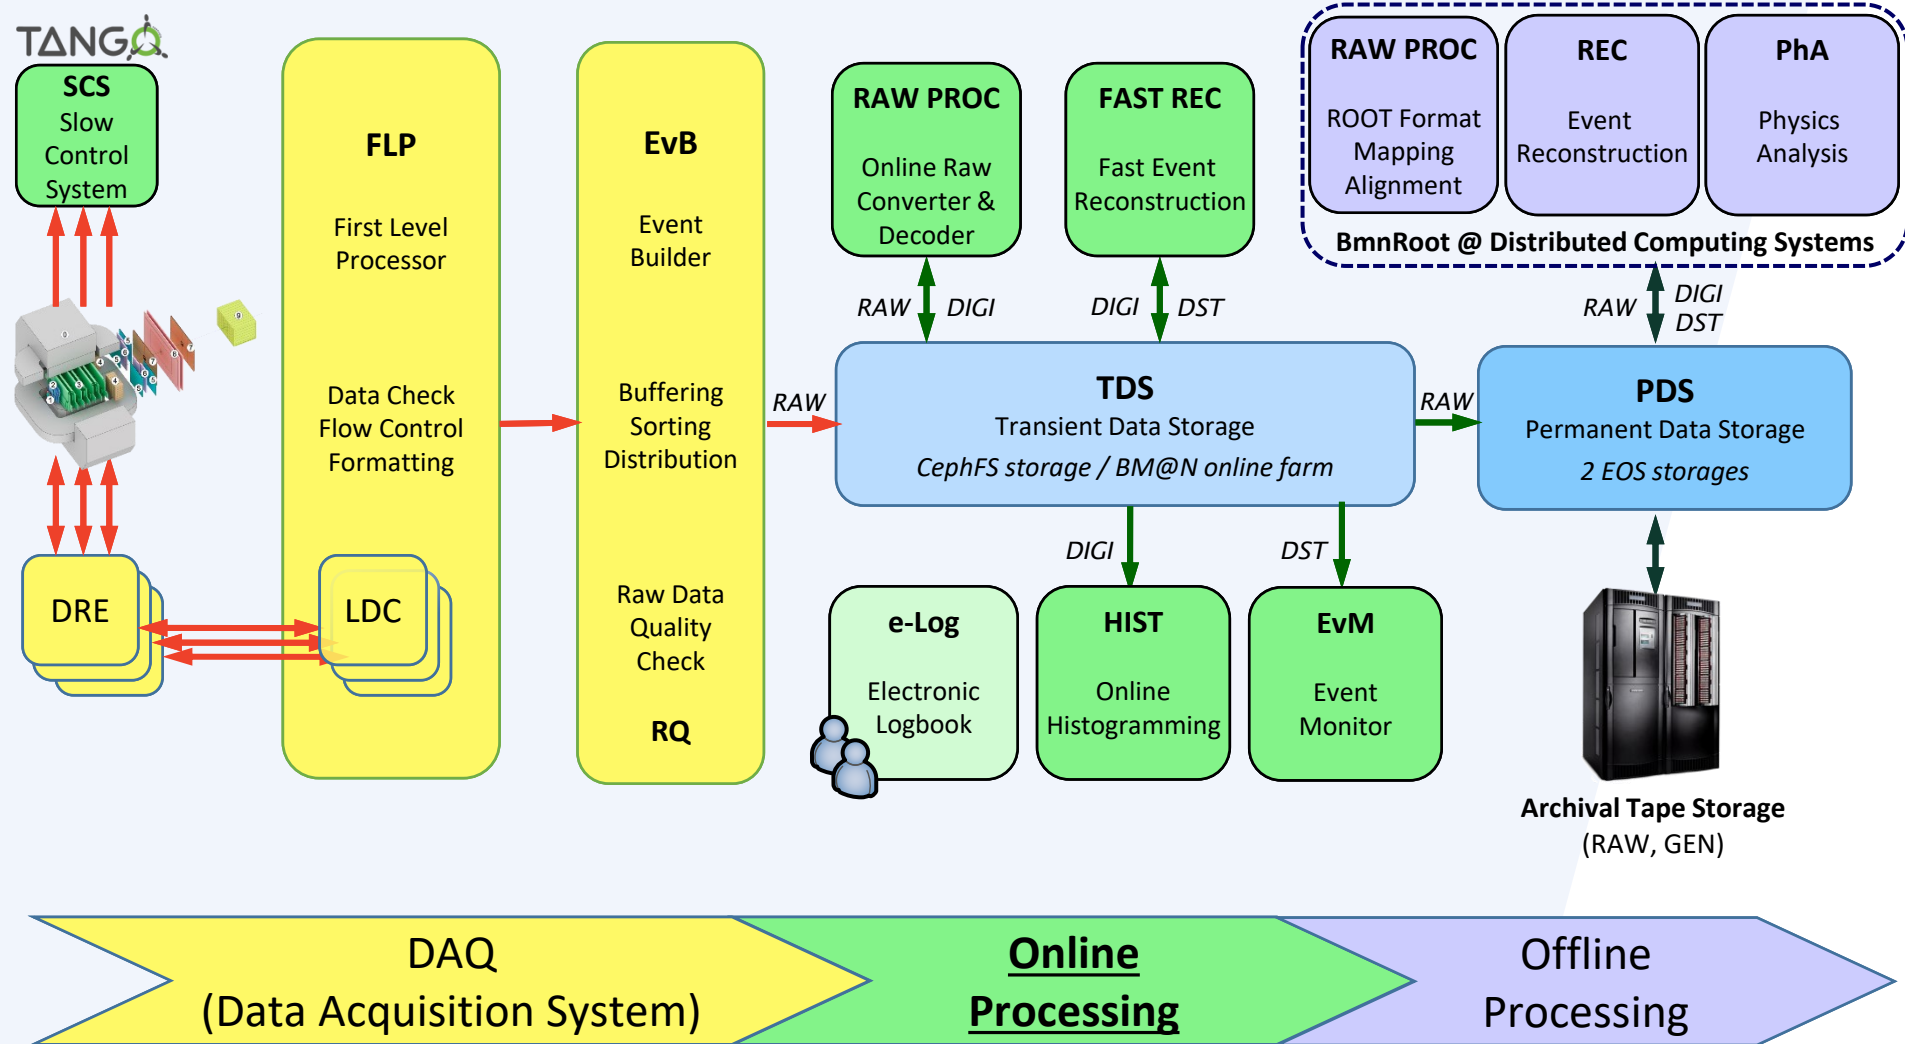 TANGO
SCS
Slow
Control
System
FLP
First Level
Processor
Data Check
Flow Control
Formatting
DRE
LDC
EvB
Event
Builder
Buffering
Sorting
Distribution
Raw Data
Quality
Check
RQ
RAW PROC
Online Raw
Converter &
Decoder
FAST REC
Fast Event
Reconstruction
RAW PROC
ROOT Format
Mapping
Alignment
REC
Event
Reconstruction
PhA
Physics
Analysis
BmnRoot @ Distributed Computing Systems
RAW
DIGI
DIGI
DST
RAW
DIGI
DST
RAW
TDS
Transient Data Storage
CephFS storage / BM@N online farm
RAW
PDS
Permanent Data Storage
2 EOS storages
DIGI
DST
e-Log
Electronic
Logbook
HIST
Online
Histogramming
EvM
Event
Monitor
Archival Tape Storage
(RAW, GEN)
DAQ
(Data Acquisition System)
Online
Processing
Offline
Processing